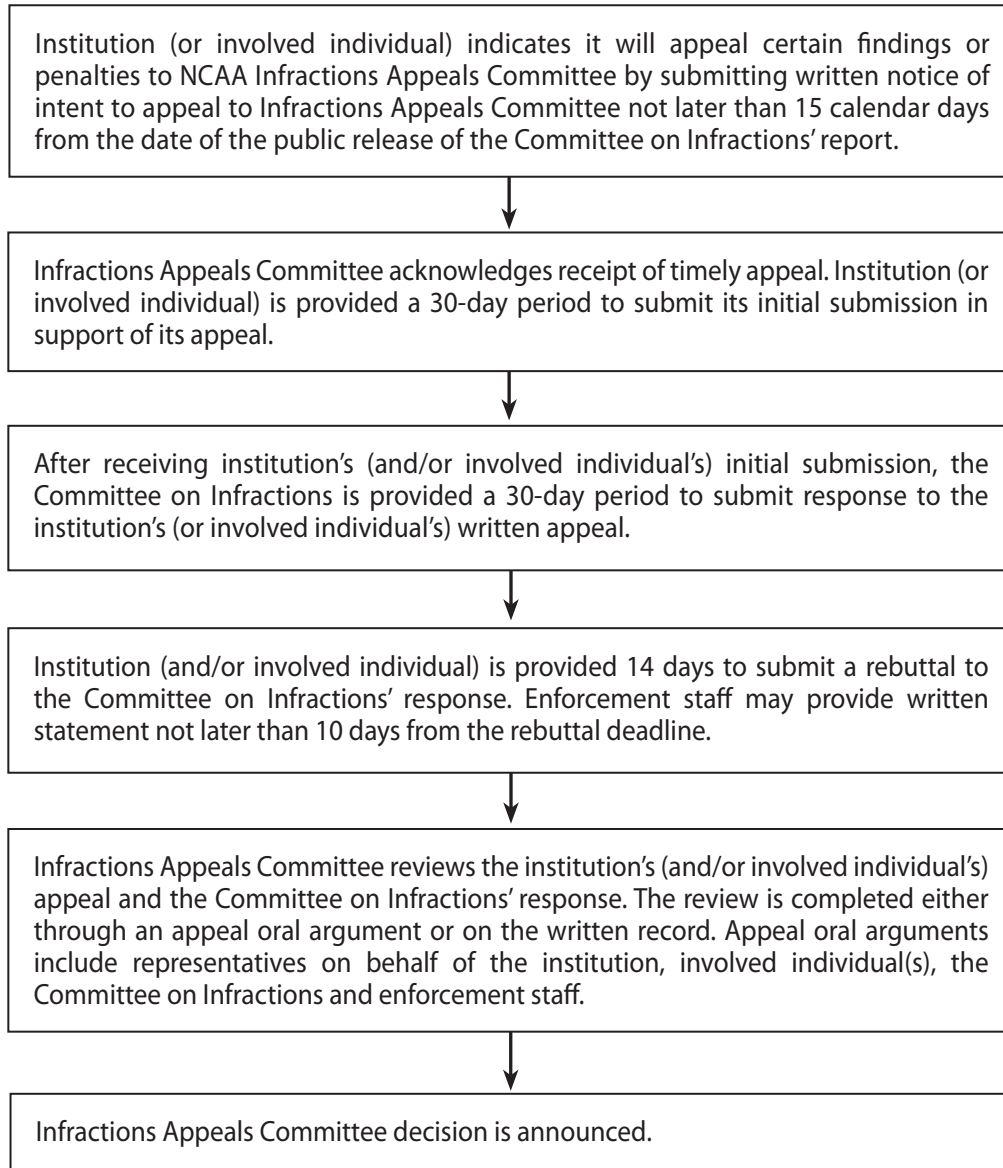 Institution (or involved individual) indicates it will appeal certain findings or
penalties to NCAA Infractions Appeals Committee by submitting written notice of
intent to appeal to Infractions Appeals Committee not later than 15 calendar days
from the date of the public release of the Committee on Infractions’ report.
Infractions Appeals Committee acknowledges receipt of timely appeal. Institution (or
involved individual) is provided a 30-day period to submit its initial submission in
support of its appeal.
After receiving institution’s (and/or involved individual’s) initial submission, the
Committee on Infractions is provided a 30-day period to submit response to the
institution’s (or involved individual’s) written appeal.
Institution (and/or involved individual) is provided 14 days to submit a rebuttal to
the Committee on Infractions’ response. Enforcement staff may provide written
statement not later than 10 days from the rebuttal deadline.
Infractions Appeals Committee reviews the institution’s (and/or involved individual’s)
appeal and the Committee on Infractions’ response. The review is completed either
through an appeal oral argument or on the written record. Appeal oral arguments
include representatives on behalf of the institution, involved individual(s), the
Committee on Infractions and enforcement staff.
Infractions Appeals Committee decision is announced.